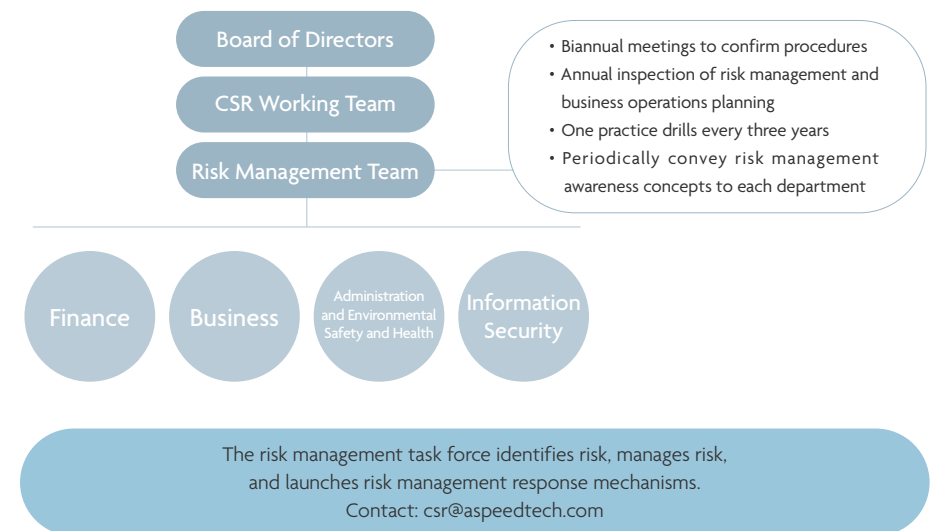 Board of Directors
CSR Working Team
Risk Management Team
• Biannual meetings to confirm procedures
• Annual inspection of risk management and
business operations planning
• One practice drills every three years
• Periodically convey risk management
awareness concepts to each department
Finance
Business
Administration
and Environmental
Safety and Health
Information
Security
The risk management task force identifies risk, manages risk,
and launches risk management response mechanisms.
Contact: csr@aspeedtech.com